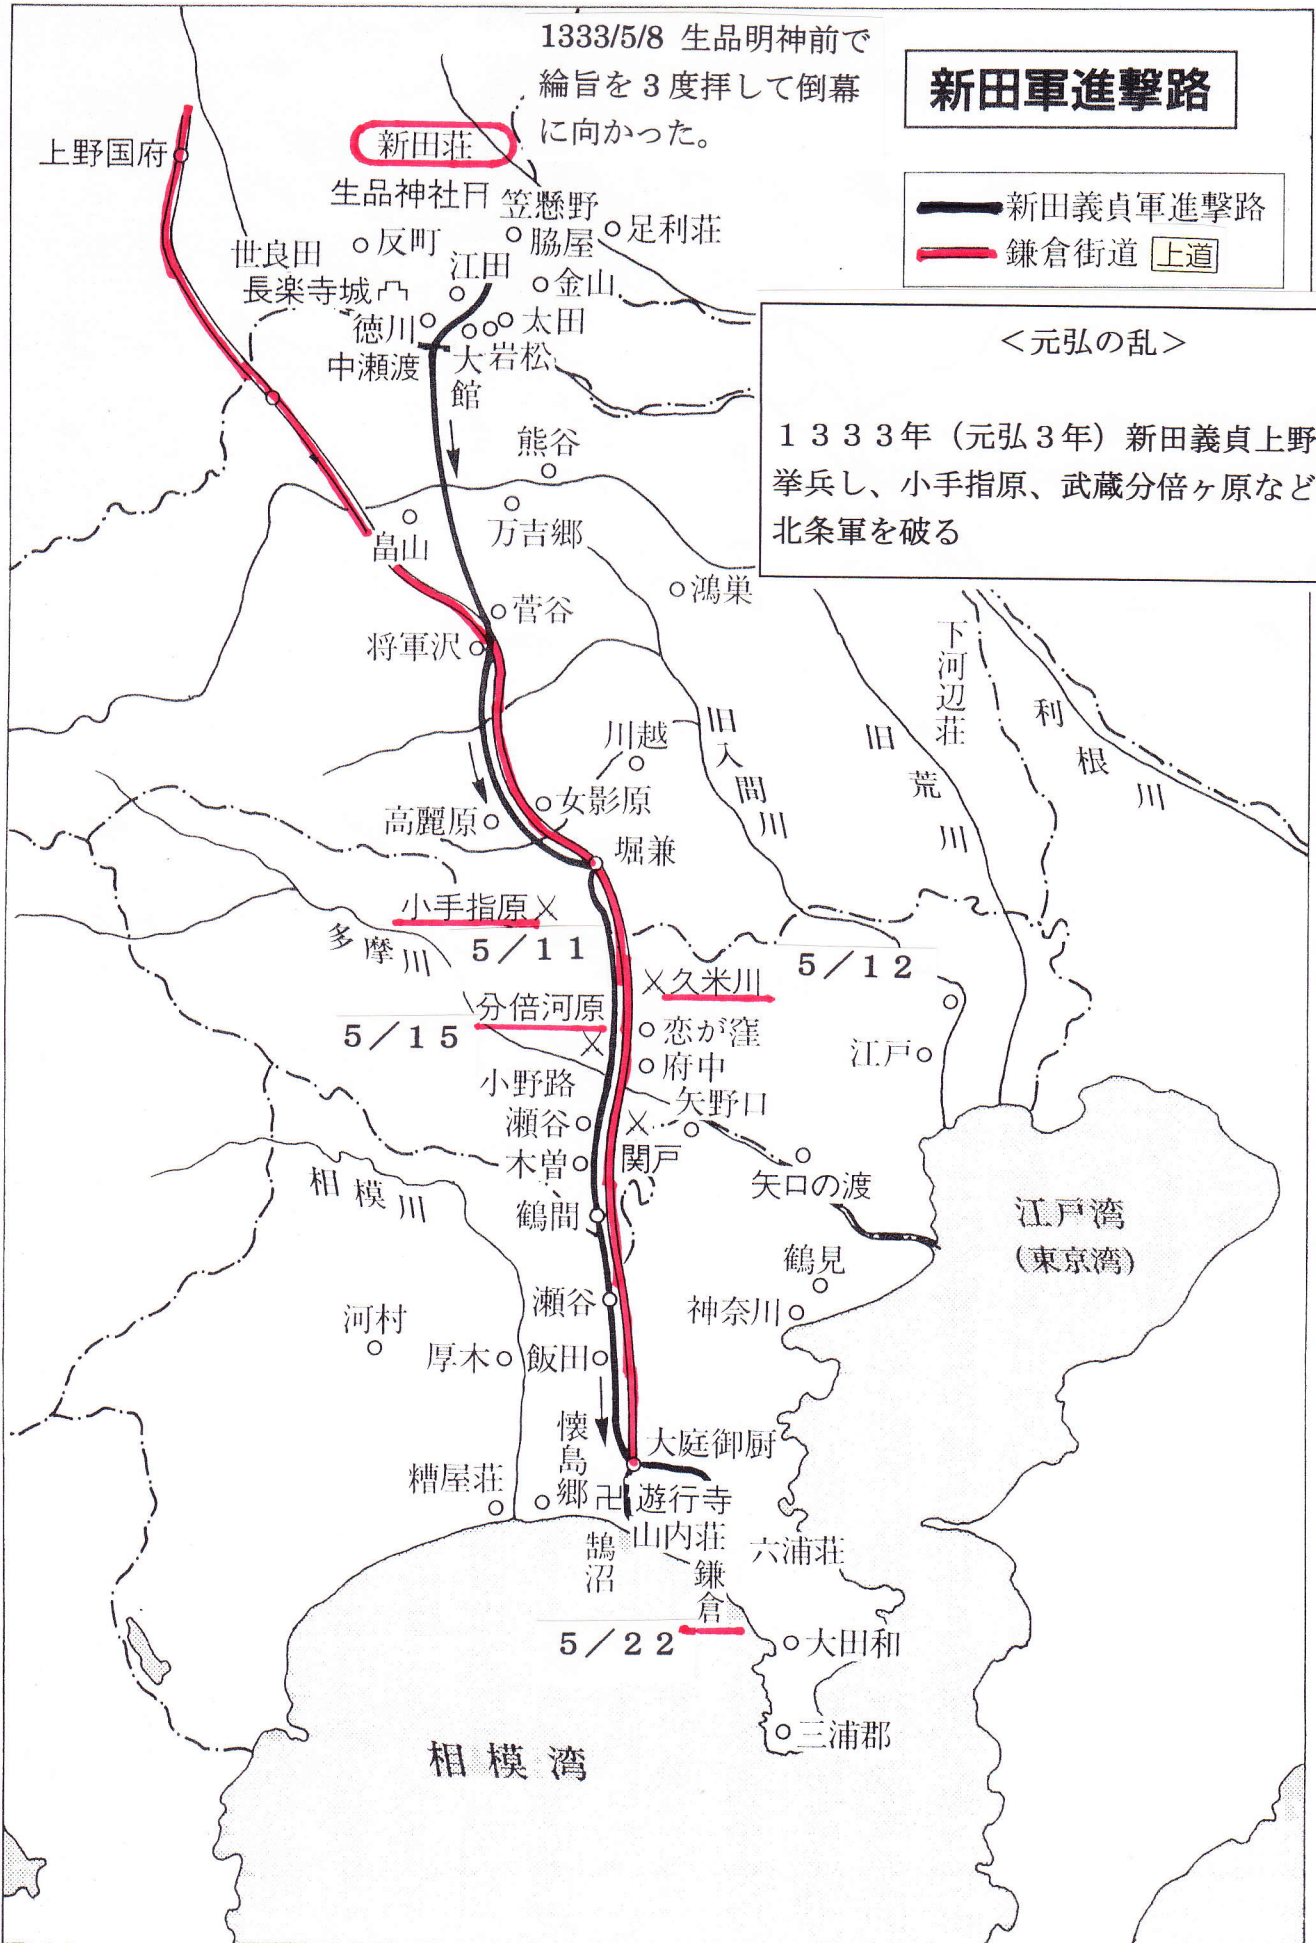 1333/5/8 生品明神前で
綸旨を3度拝して倒幕
に向かった。
新田軍進撃路
新田義貞軍進撃路
鎌倉街道 上道
＜元弘の乱＞
１３３３年（元弘３年）新田義貞上野
挙兵し、小手指原、武蔵分倍ヶ原など
北条軍を破る
上野国府
新田荘
生品神社
笠懸野
世良田
反町
脇屋
足利荘
長楽寺城
江田
金山
徳川
太田
中瀬渡
大館
岩松
熊谷
畠山
万吉郷
鴻巣
菅谷
将軍沢
下河辺荘
利根川
旧荒川
旧入間川
川越
女影原
高麗原
堀兼
小手指原
5／11
多摩川
久米川
5／12
分倍河原
5／15
恋が窪
府中
江戸
小野路
矢野口
瀬谷
関戸
木曽
矢口の渡
相模川
鶴間
江戸湾
（東京湾）
鶴見
瀬谷
神奈川
河村
厚木
飯田
懐島郷
大庭御厨
糟屋荘
卍遊行寺
山内荘
六浦荘
鵠沼
鎌倉
5／22
大田和
三浦郡
相模湾